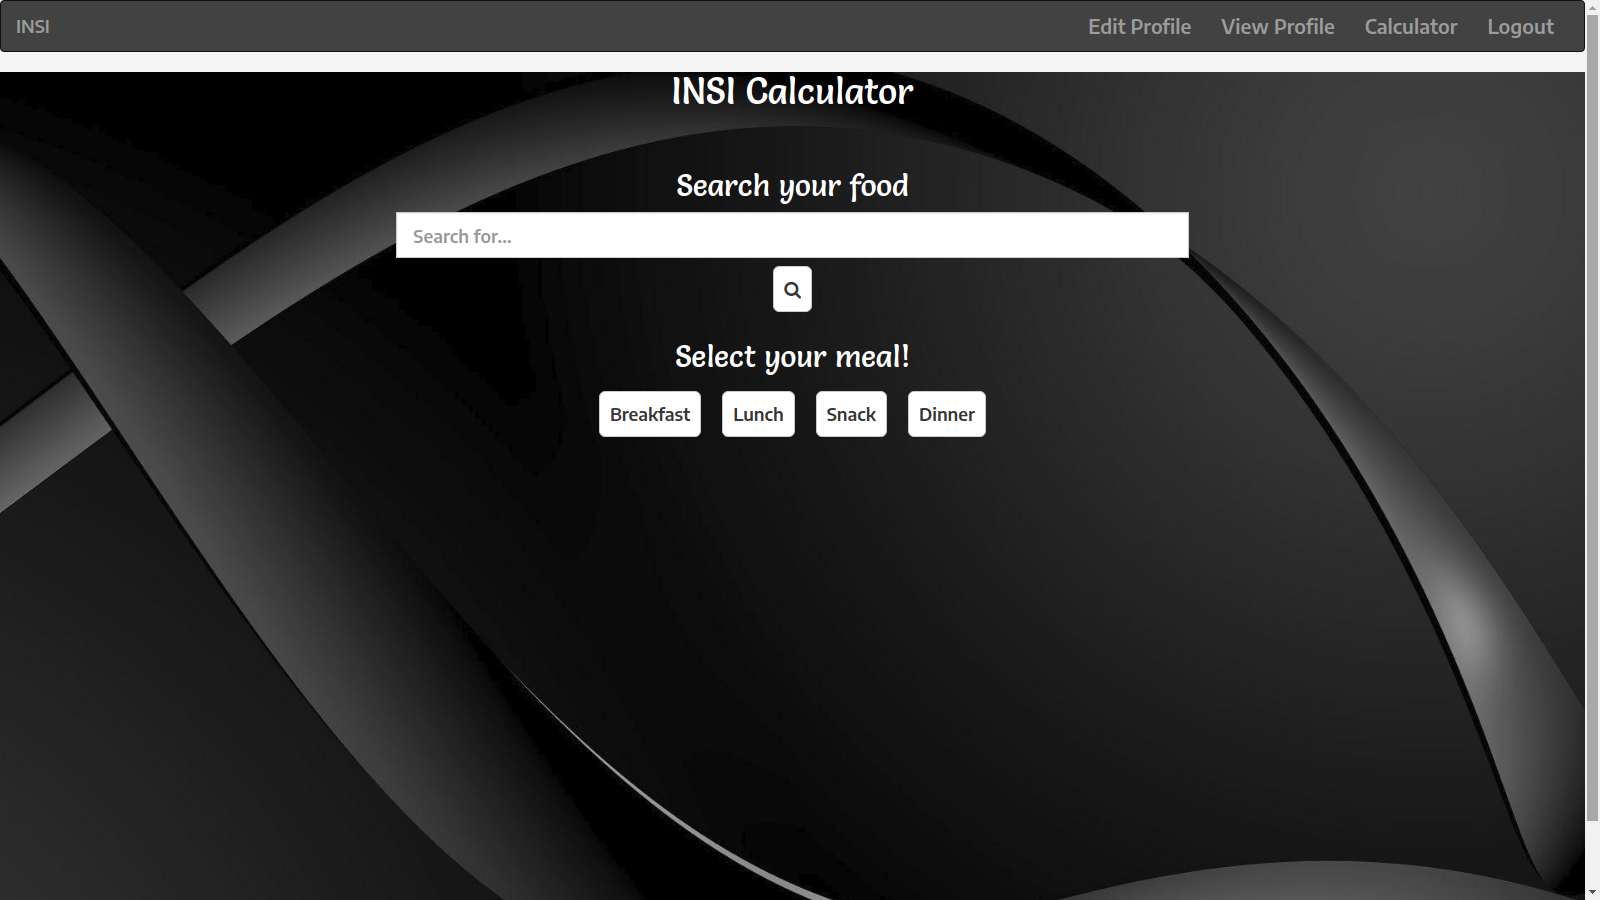 INSI Edit Profile View Profile Calculator Logout
INSI Calculator
Search your food
Search for...
Select your meal!
Breakfast Lunch Snack Dinner